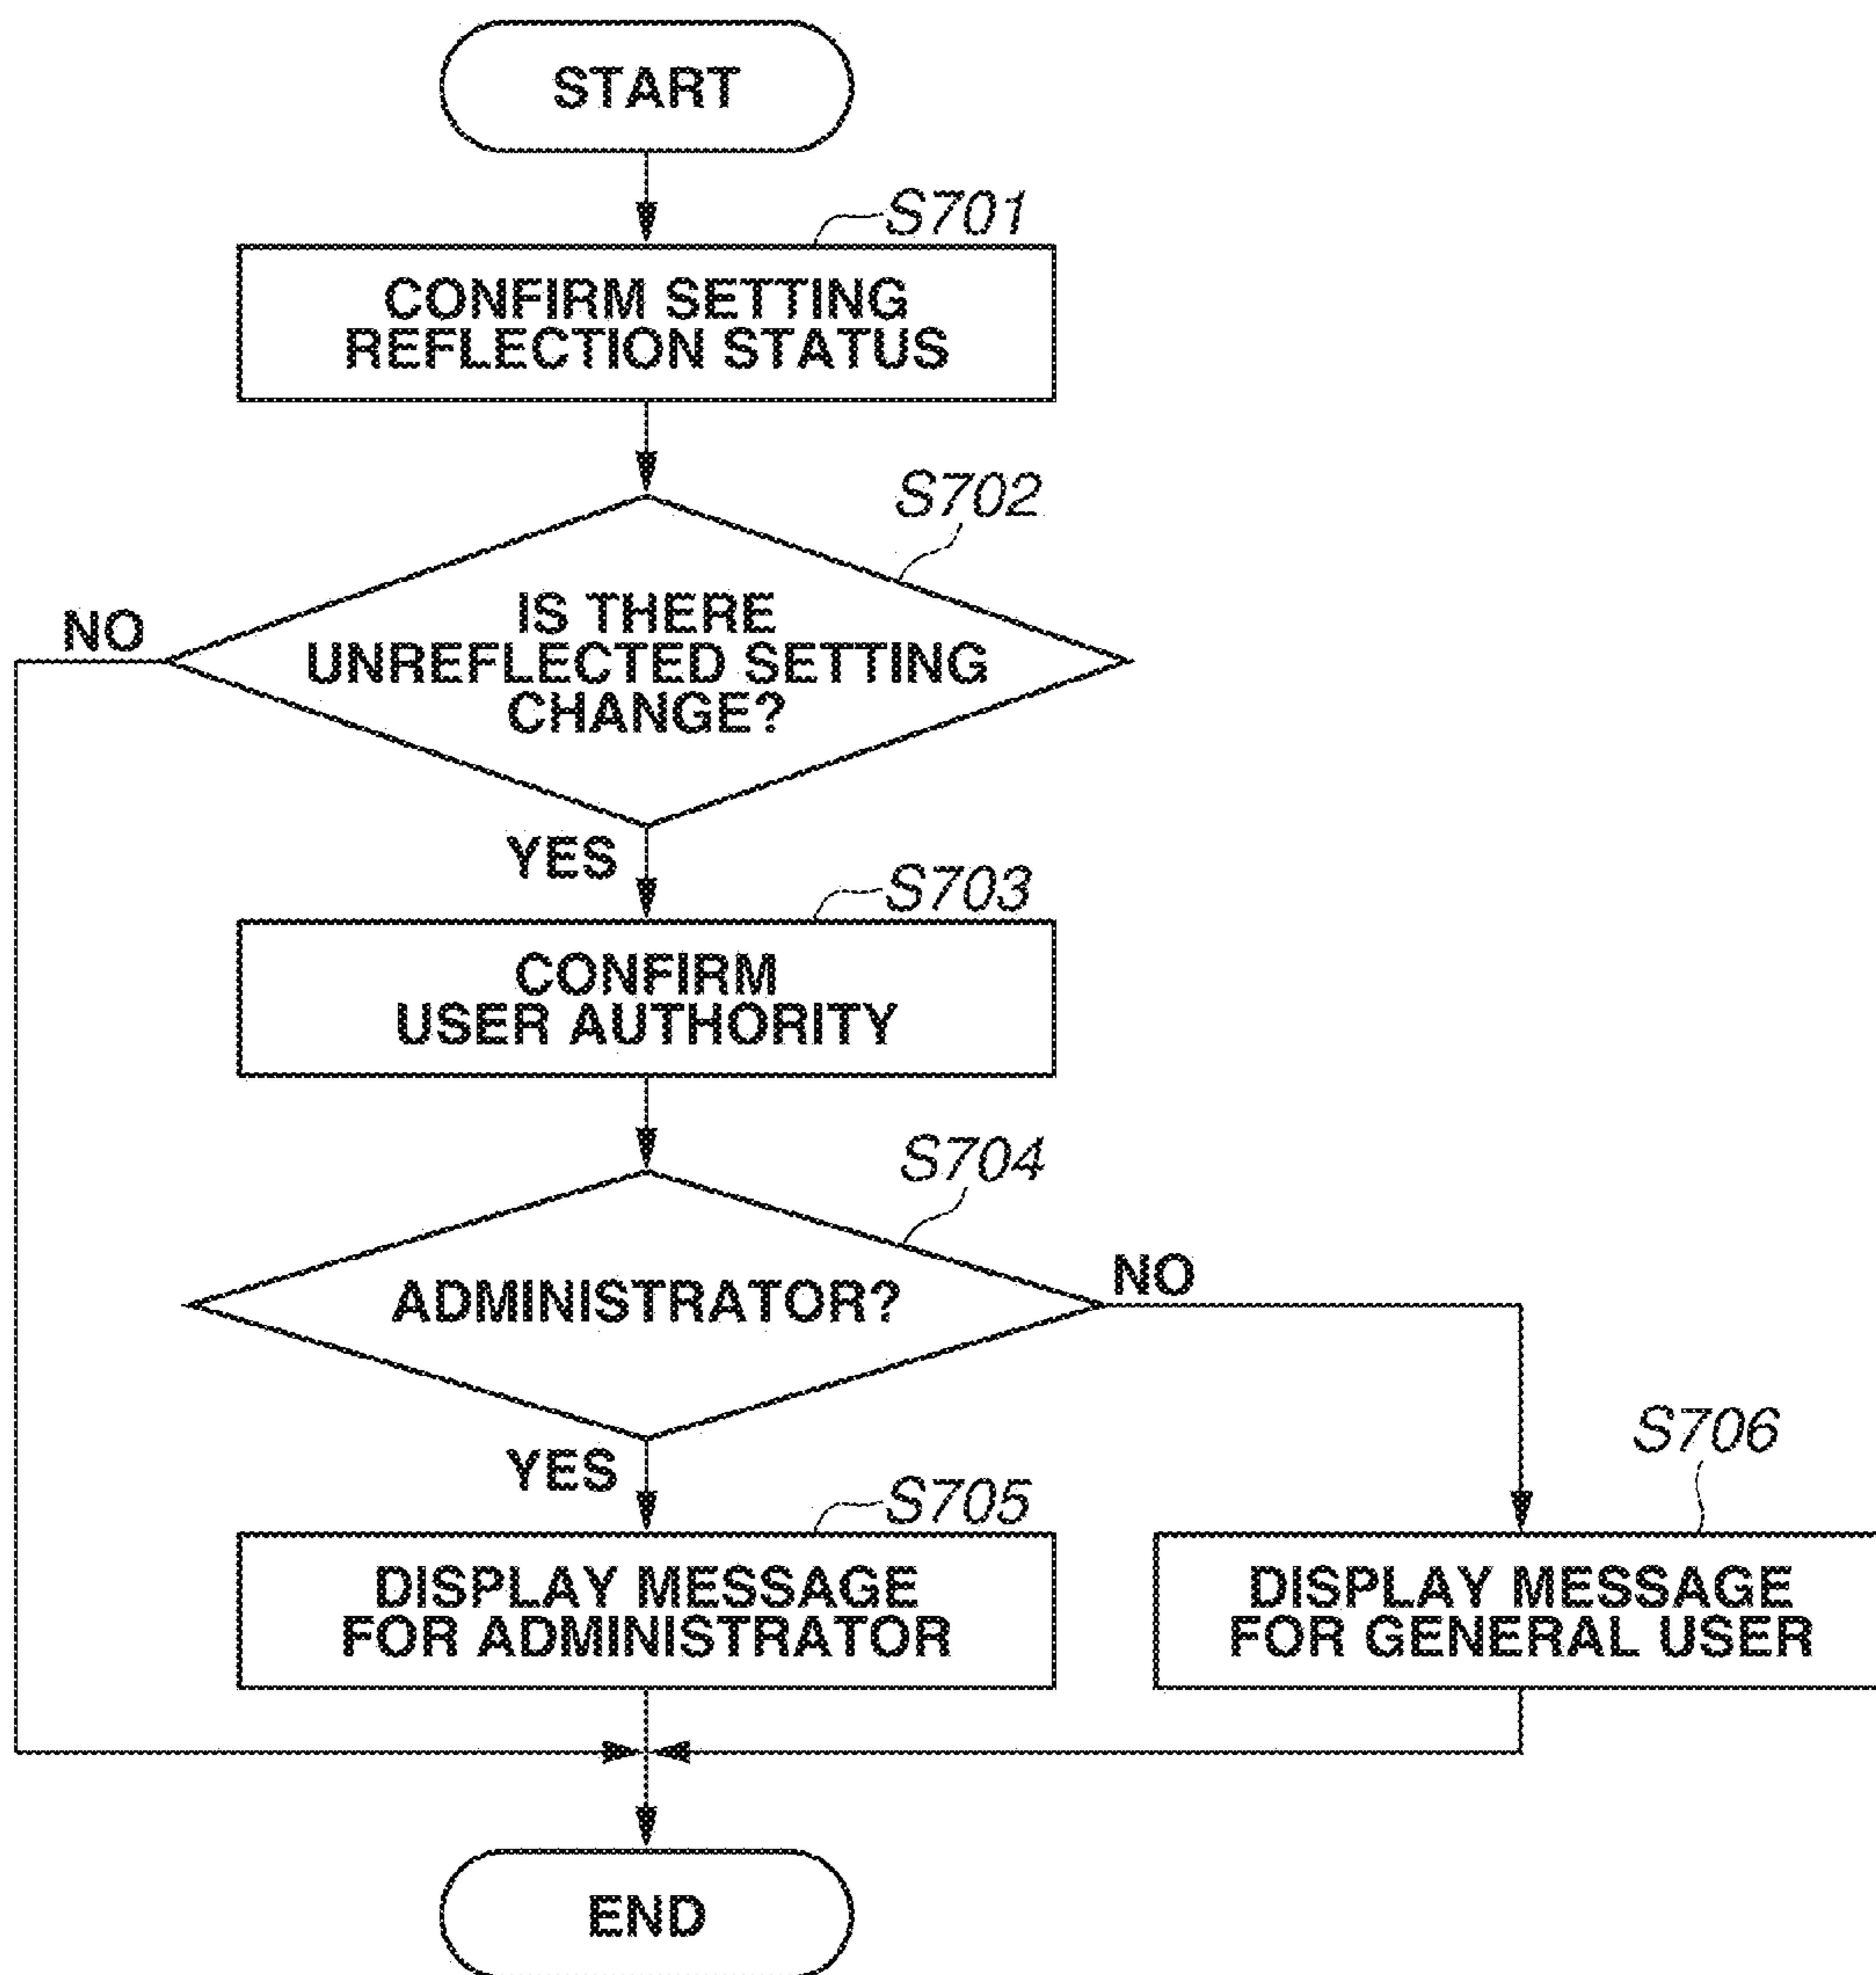 START
S701
CONFIRM SETTING
REFLECTION STATUS
S702
IS THERE
UNREFLECTED SETTING
CHANGE?
NO
YES
S703
CONFIRM
USER AUTHORITY
S704
ADMINISTRATOR?
NO
YES
S705
DISPLAY MESSAGE
FOR ADMINISTRATOR
S706
DISPLAY MESSAGE
FOR GENERAL USER
END